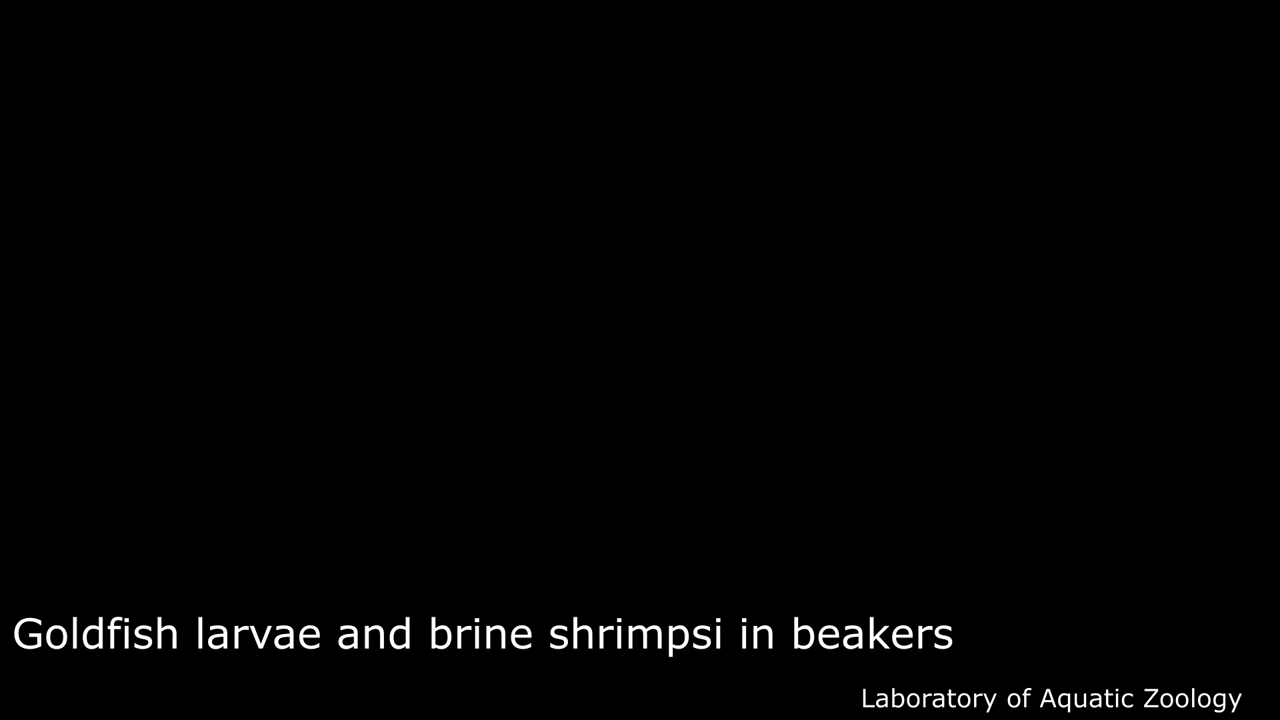 Goldfish larvae and brine shrimpsi in beakers
Laboratory of Aquatic Zoology